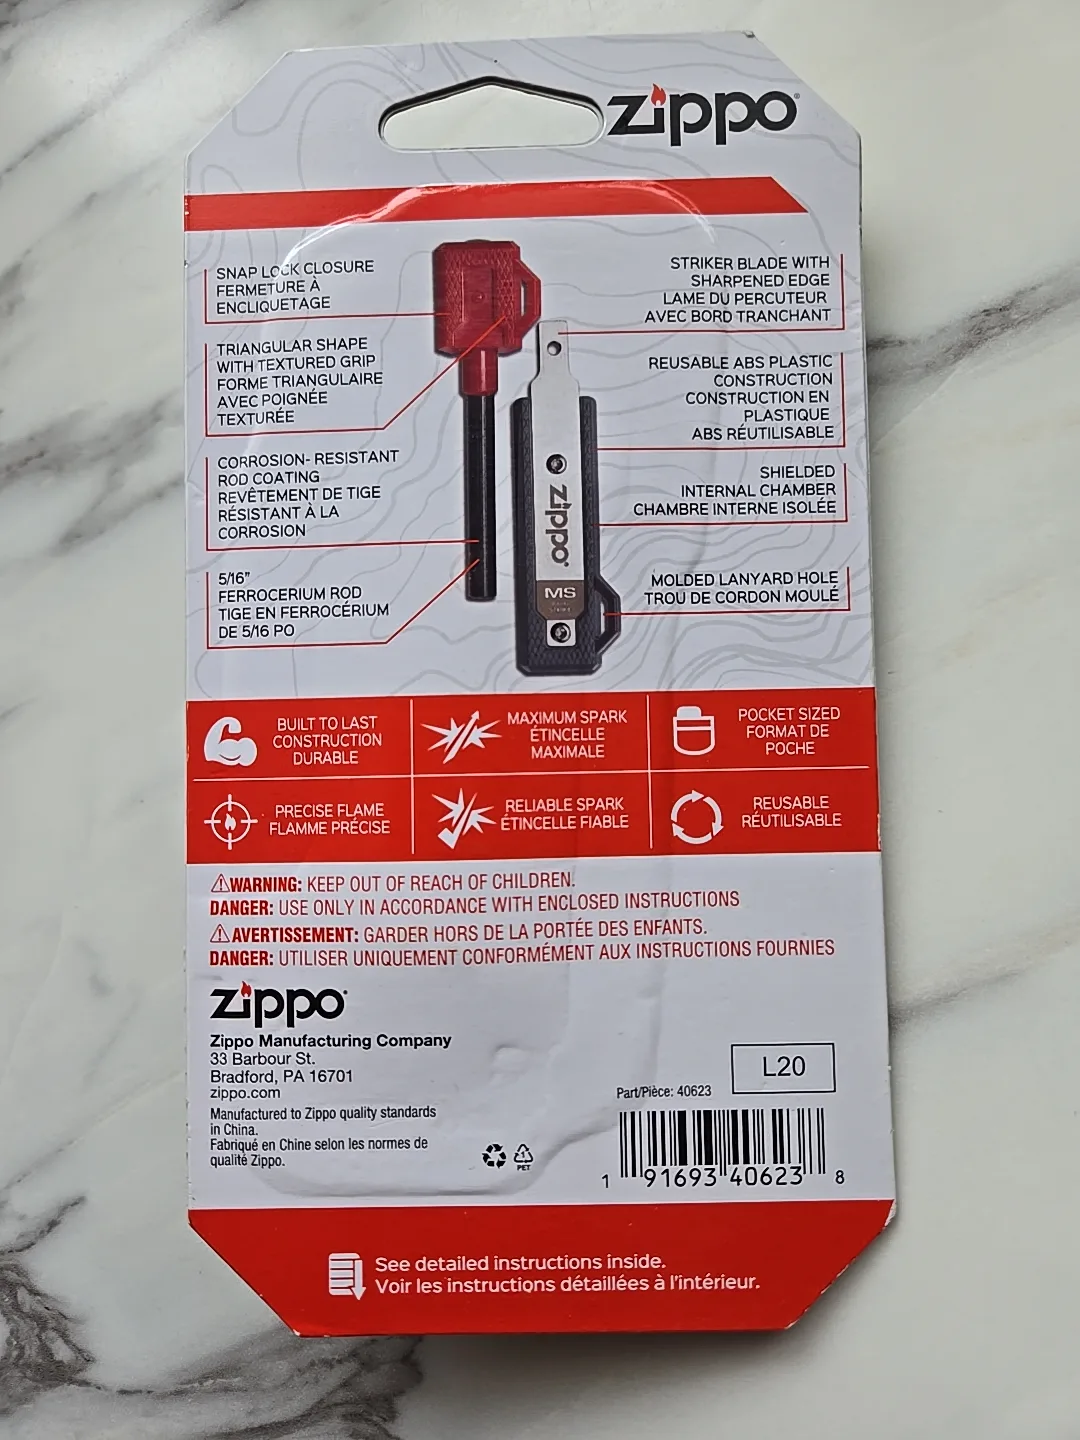 zippo
SNAP LOCK CLOSURE
FERMETURE À
ENCLIQUETAGE
TRIANGULAR SHAPE
WITH TEXTURED GRIP
FORME TRIANGULAIRE
AVEC POIGNÉE
TEXTURÉE
CORROSION- RESISTANT
ROD COATING
REVÊTEMENT DE TIGE
RÉSISTANT À LA
CORROSION
5/16"
FERROCERIUM ROD
TIGE EN FERROCÉRIUM
DE 5/16 PO
STRIKER BLADE WITH
SHARPENED EDGE
LAME DU PERCUTEUR
AVEC BORD TRANCHANT
REUSABLE ABS PLASTIC
CONSTRUCTION
CONSTRUCTION EN
PLASTIQUE
ABS RÉUTILISABLE
SHIELDED
INTERNAL CHAMBER
CHAMBRE INTERNE ISOLÉE
MOLDED LANYARD HOLE
TROU DE CORDON MOULÉ
zippo
MS
BUILT TO LAST
CONSTRUCTION
DURABLE
MAXIMUM SPARK
ÉTINCELLE
MAXIMALE
POCKET SIZED
FORMAT DE
POCHE
PRECISE FLAME
FLAMME PRÉCISE
RELIABLE SPARK
ÉTINCELLE FIABLE
REUSABLE
RÉUTILISABLE
⚠WARNING: KEEP OUT OF REACH OF CHILDREN.
DANGER: USE ONLY IN ACCORDANCE WITH ENCLOSED INSTRUCTIONS
⚠AVERTISSEMENT: GARDER HORS DE LA PORTÉE DES ENFANTS.
DANGER: UTILISER UNIQUEMENT CONFORMÉMENT AUX INSTRUCTIONS FOURNIES
zippo
Zippo Manufacturing Company
33 Barbour St.
Bradford, PA 16701
zippo.com
Manufactured to Zippo quality standards
in China.
Fabriqué en Chine selon les normes de
qualité Zippo.
1
PET
L20
Part/Pièce: 40623
1 91693 40623 8
See detailed instructions inside.
Voir les instructions détaillées à l'intérieur.